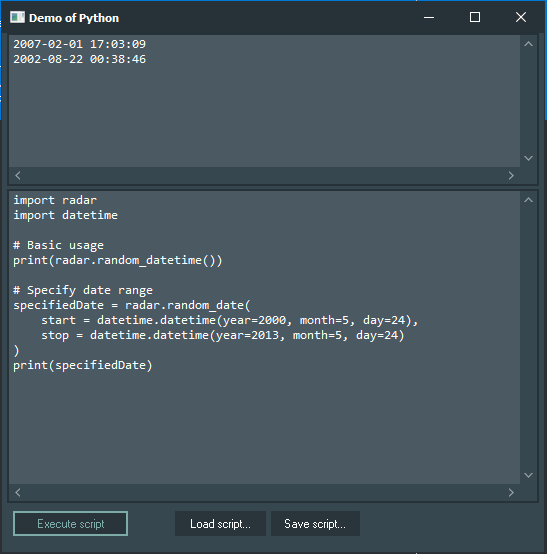 Demo of Python
2007-02-01 17:03:09
2002-08-22 00:38:46
import radar
import datetime
# Basic usage
print(radar.random_datetime())
# Specify date range
specifiedDate = radar.random_date(
    start = datetime.datetime(year=2000, month=5, day=24),
    stop = datetime.datetime(year=2013, month=5, day=24)
)
print(specifiedDate)
Execute script
Load script...
Save script...